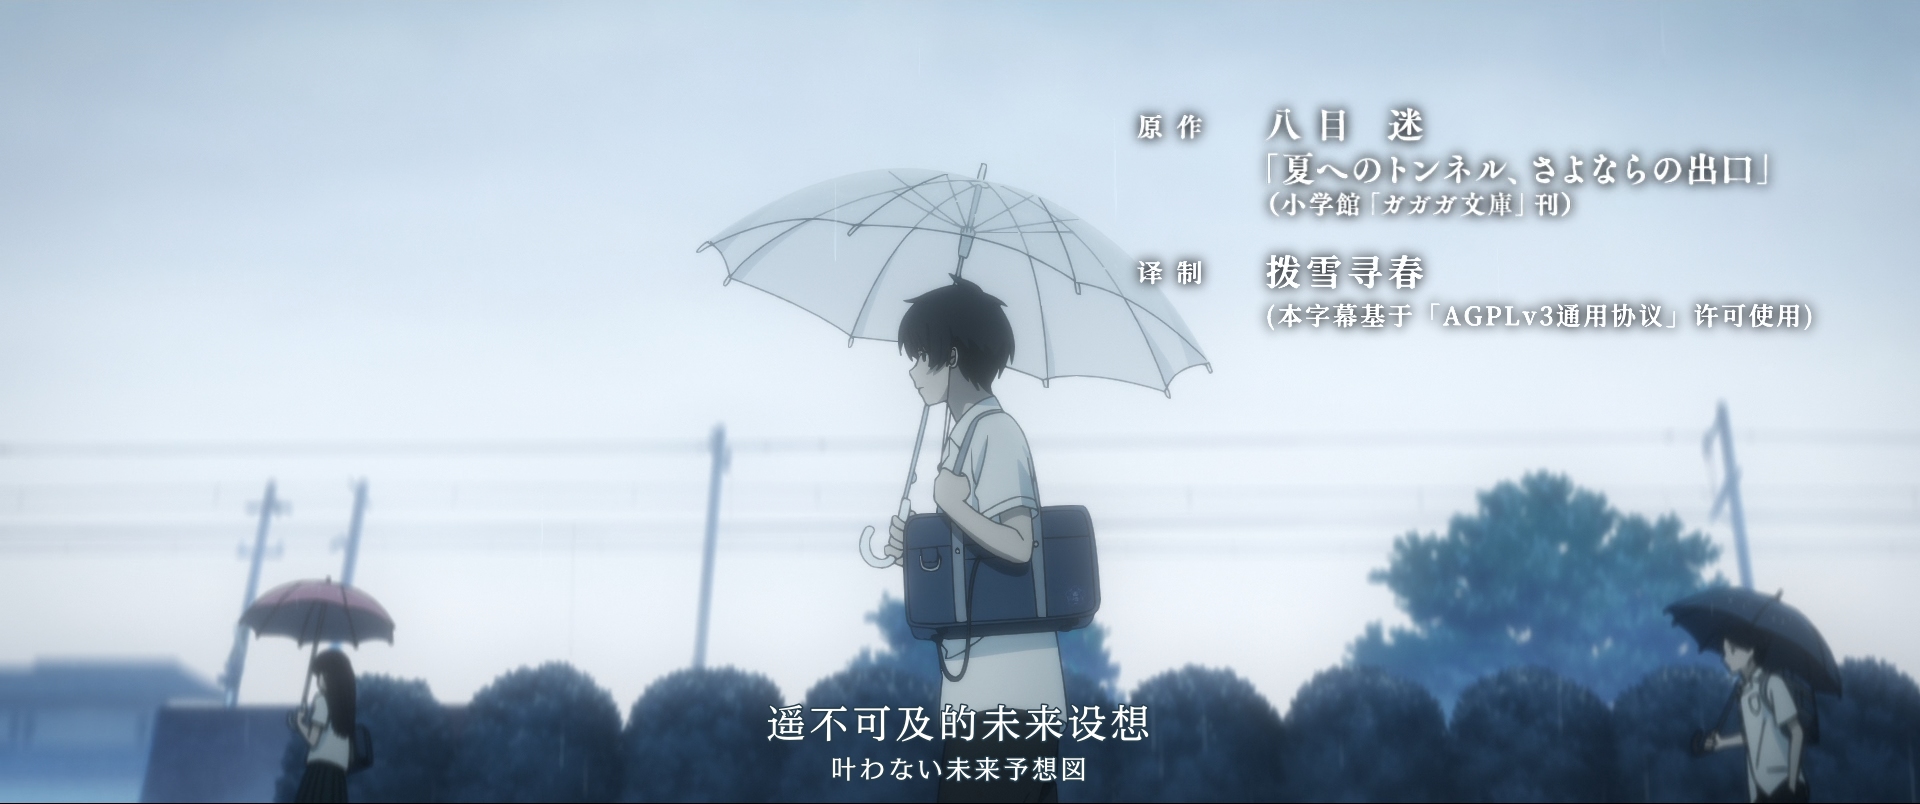 原作 八目 迷
「夏へのトンネル、さよならの出口」
(小学館「ガガガ文庫」刊)
译制 拨雪寻春
(本字幕基于「AGPLv3通用协议」许可使用)
遥不可及的未来设想
叶わない未来予想図